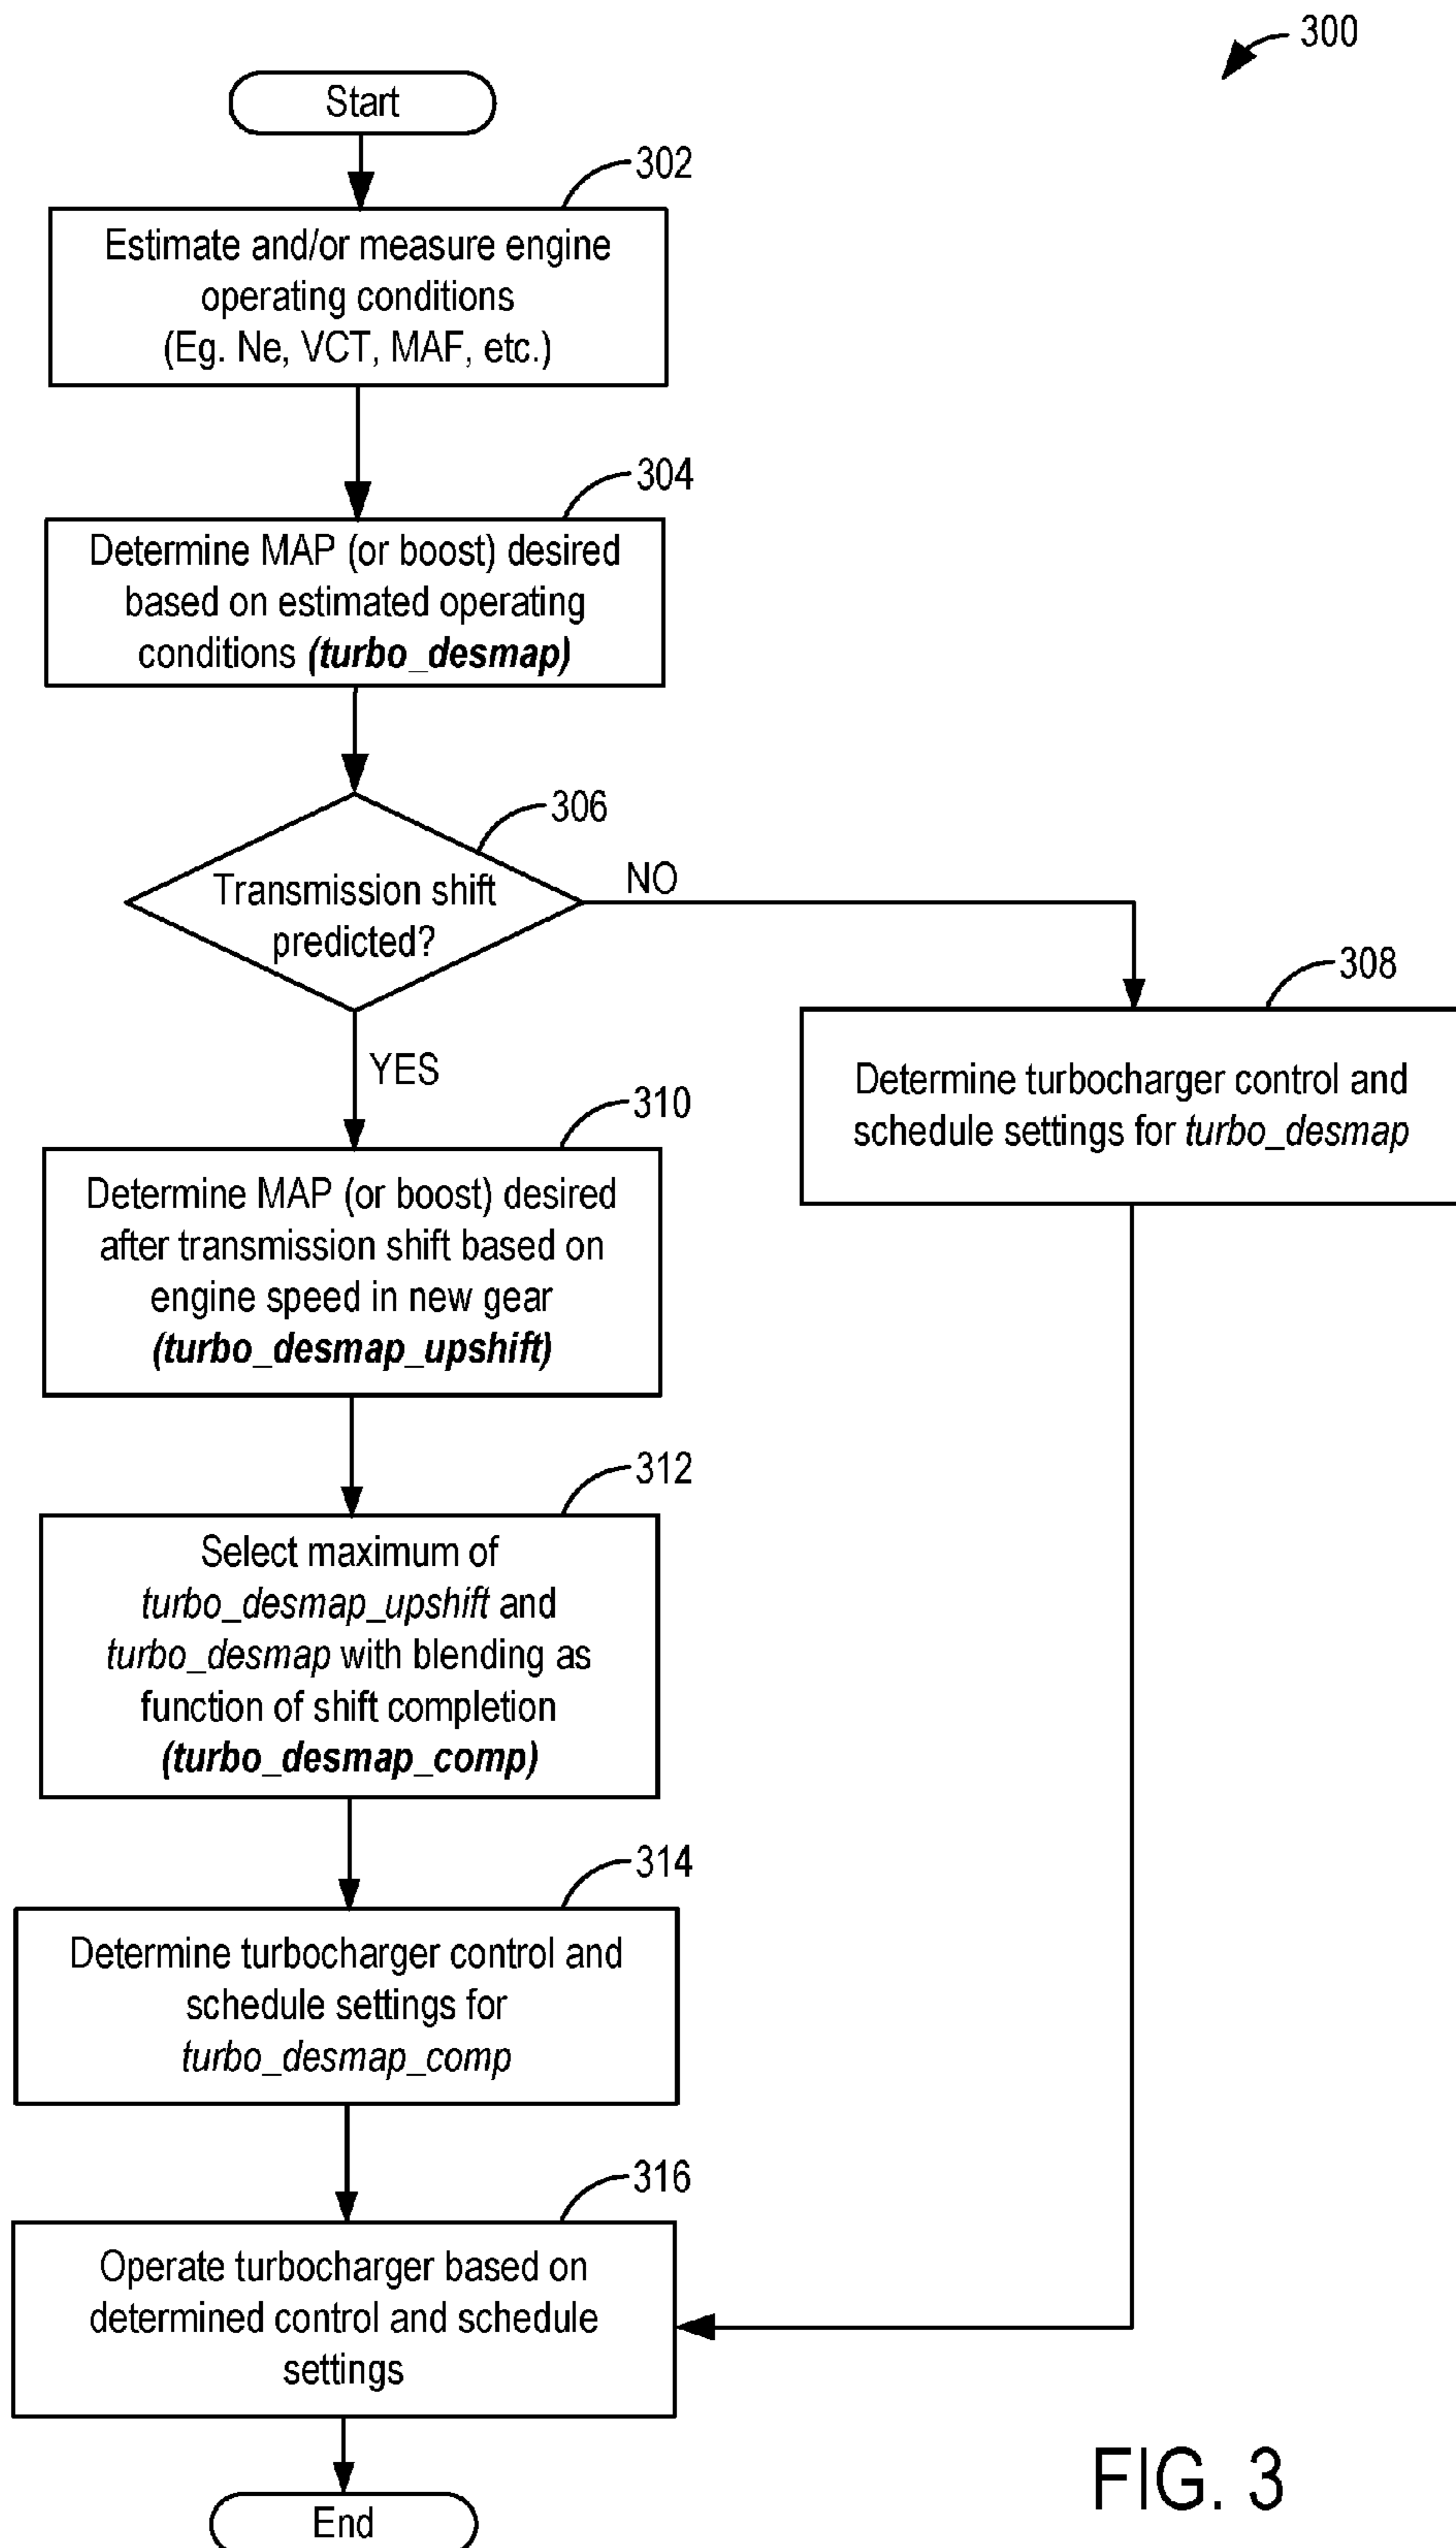 300
Start
302
Estimate and/or measure engine
operating conditions
(Eg. Ne, VCT, MAF, etc.)
304
Determine MAP (or boost) desired
based on estimated operating
conditions (turbo_desmap)
306
Transmission shift
predicted?
NO
YES
308
Determine turbocharger control and
schedule settings for turbo_desmap
310
Determine MAP (or boost) desired
after transmission shift based on
engine speed in new gear
(turbo_desmap_upshift)
312
Select maximum of
turbo_desmap_upshift and
turbo_desmap with blending as
function of shift completion
(turbo_desmap_comp)
314
Determine turbocharger control and
schedule settings for
turbo_desmap_comp
316
Operate turbocharger based on
determined control and schedule
settings
End
FIG. 3